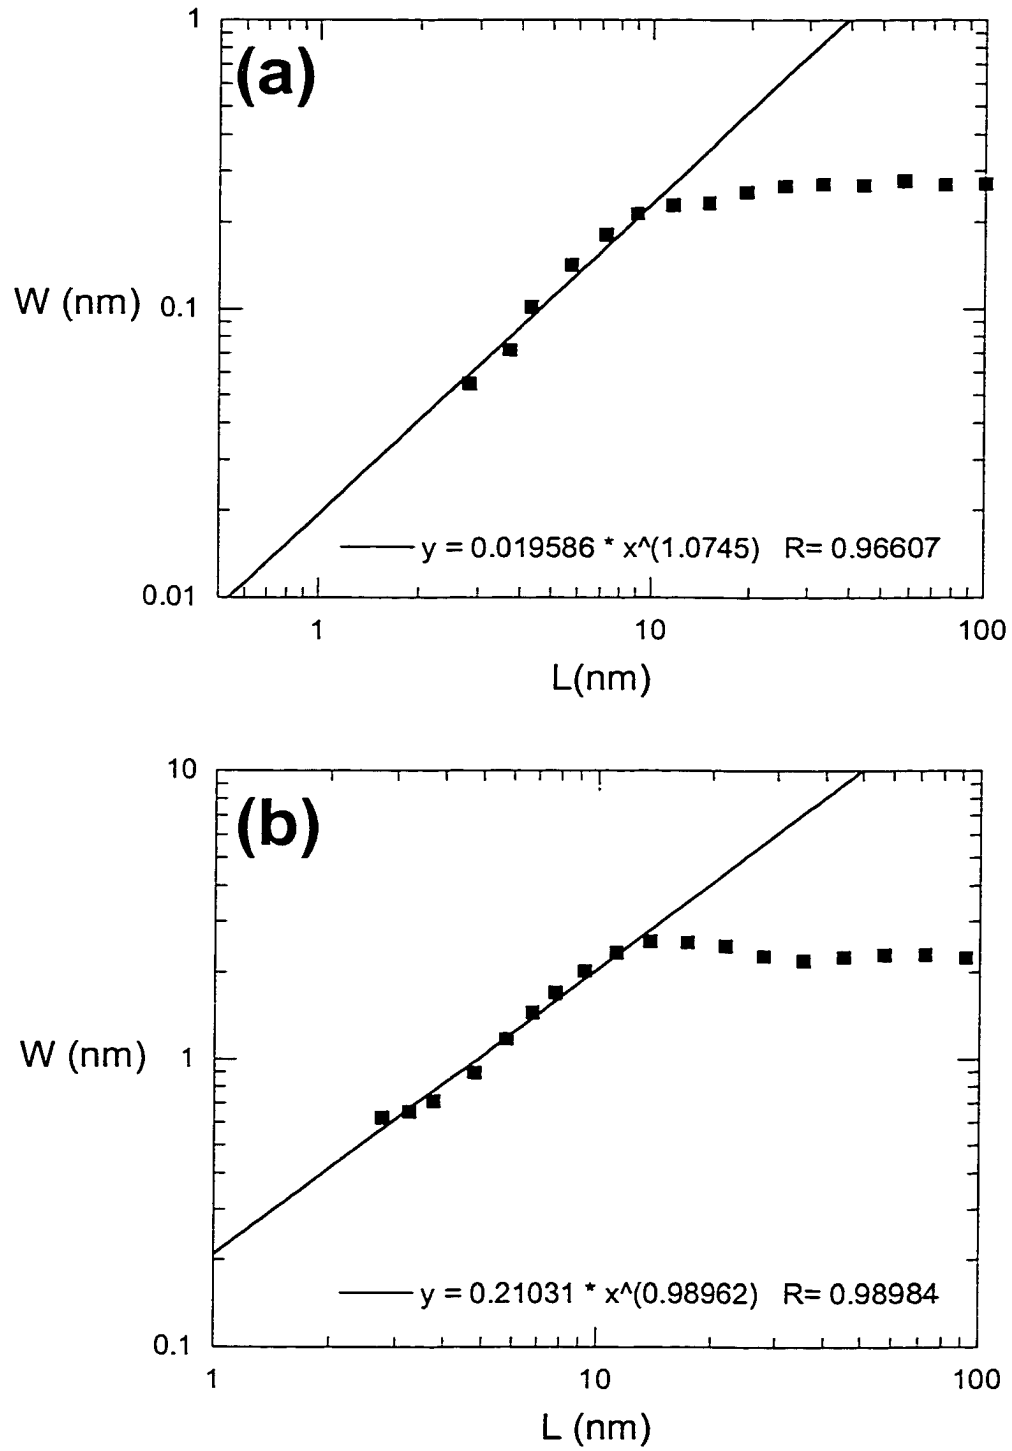 1
(a)
W (nm)
0.1
y = 0.019586 * x^(1.0745) R= 0.96607
0.01
1
10
100
L(nm)
10
(b)
W (nm)
1
y = 0.21031 * x^(0.98962) R= 0.98984
0.1
1
10
100
L (nm)